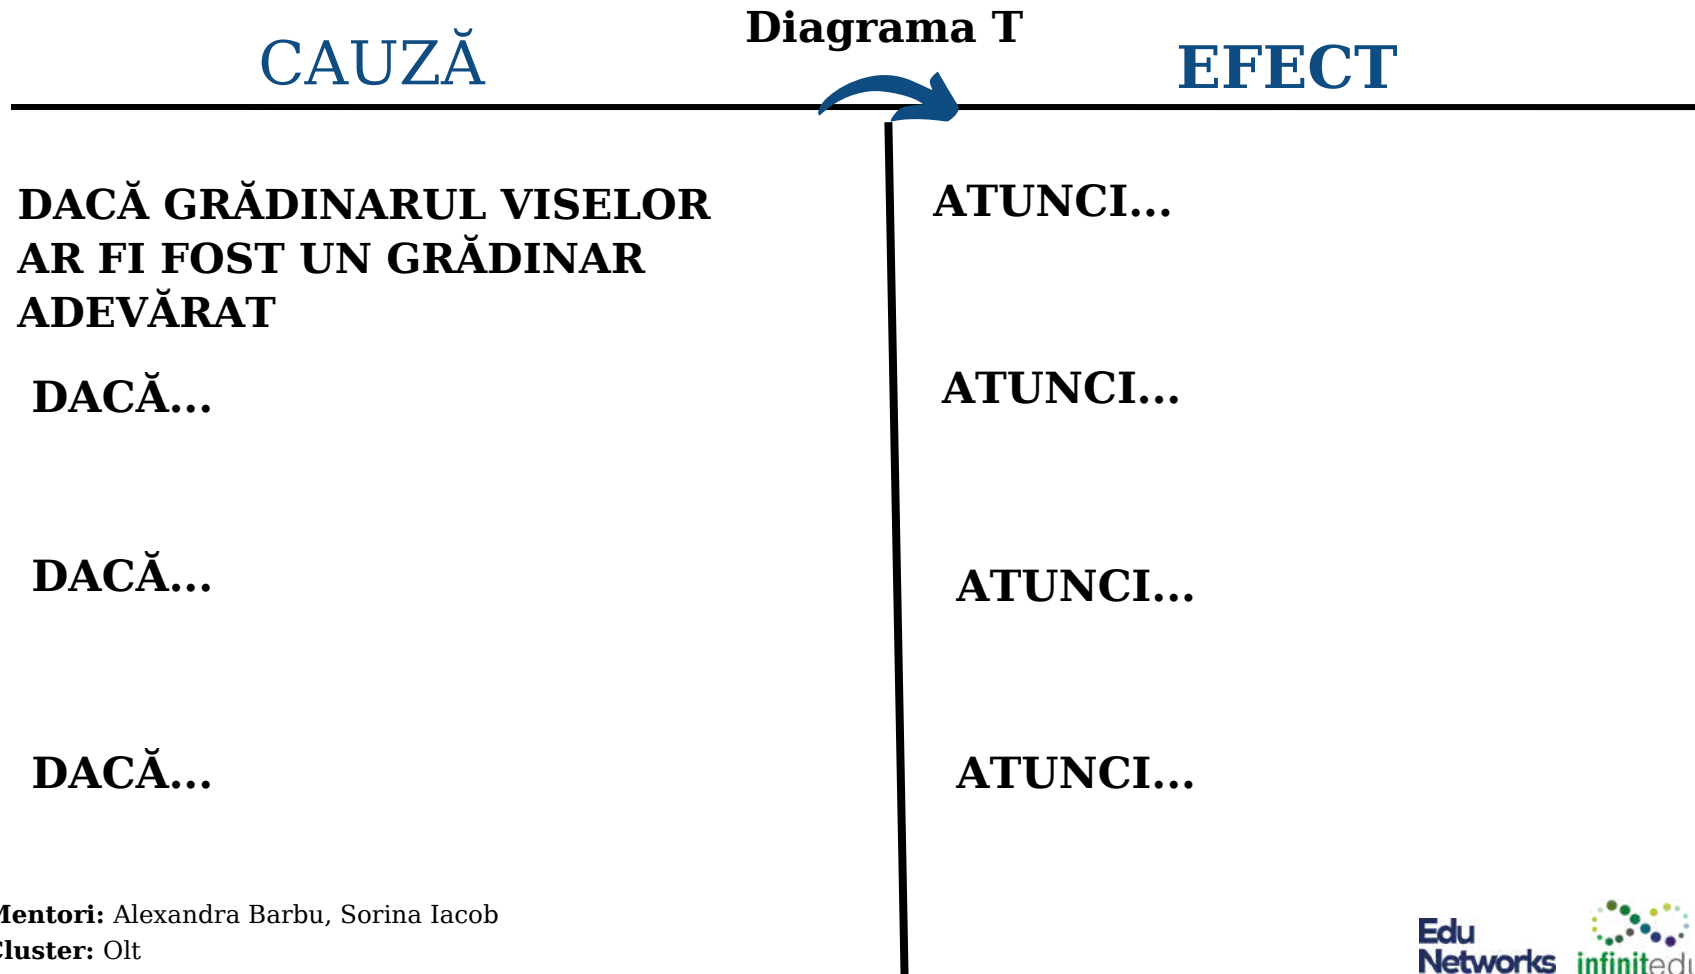 Diagrama T
CAUZĂ
EFECT
DACĂ GRĂDINARUL VISELOR
AR FI FOST UN GRĂDINAR
ADEVĂRAT
ATUNCI...
DACĂ...
ATUNCI...
DACĂ...
ATUNCI...
DACĂ...
ATUNCI...
Mentori: Alexandra Barbu, Sorina Iacob
Cluster: Olt
Edu
Networks
infinitedu